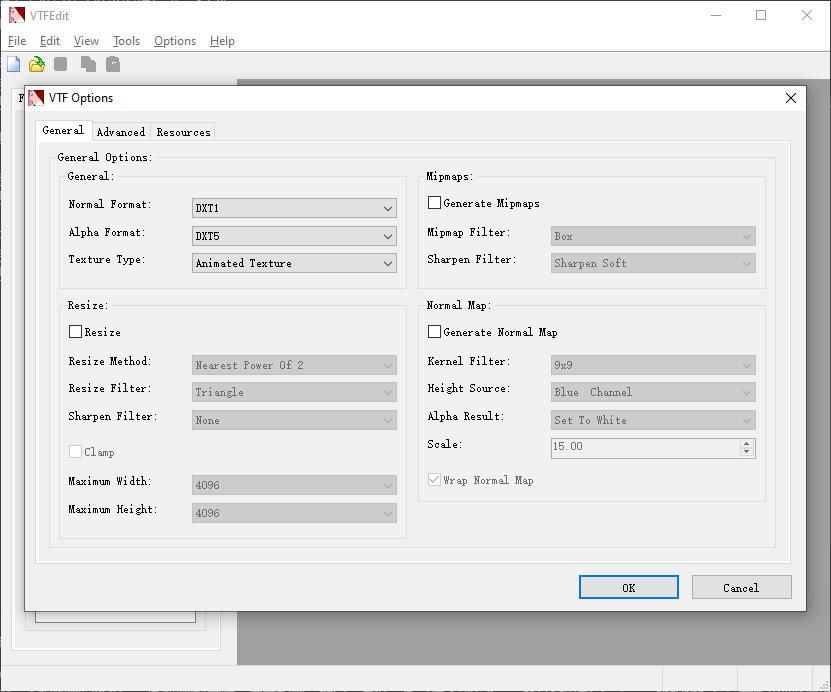 VTFEdit
File Edit View Tools Options Help
F
VTF Options
General Advanced Resources
General Options:
General:
Normal Format: DXT1
Alpha Format: DXT5
Texture Type: Animated Texture
Mipmaps:
Generate Mipmaps
Mipmap Filter: Box
Sharpen Filter: Sharpen Soft
Resize:
Resize
Resize Method: Nearest Power Of 2
Resize Filter: Triangle
Sharpen Filter: None
Clamp
Maximum Width: 4096
Maximum Height: 4096
Normal Map:
Generate Normal Map
Kernel Filter: 9x9
Height Source: Blue Channel
Alpha Result: Set To White
Scale: 15.00
Wrap Normal Map
OK Cancel